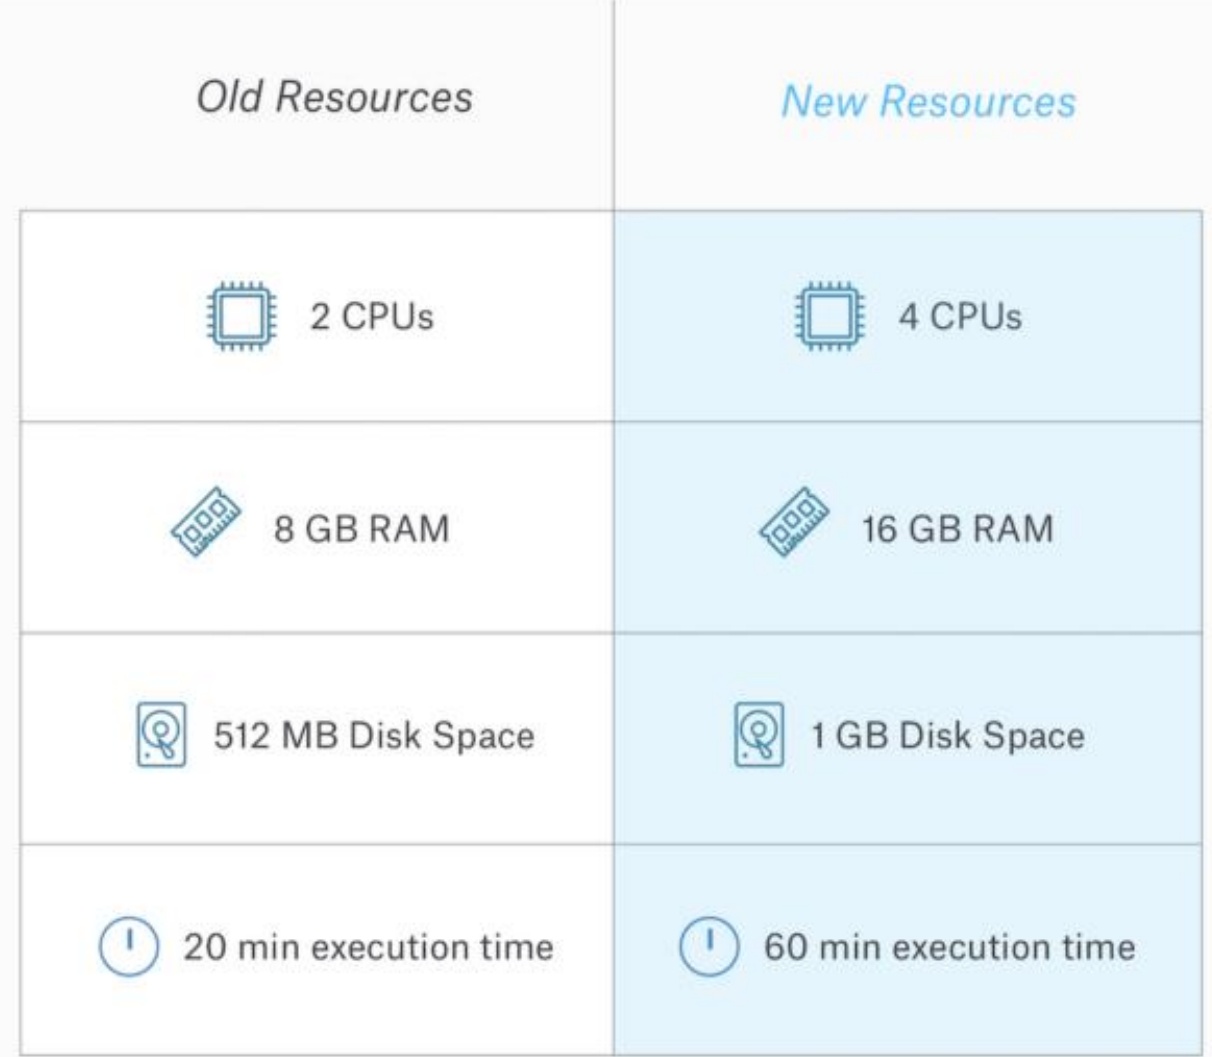 Old Resources
New Resources
2 CPUs
4 CPUs
8 GB RAM
16 GB RAM
512 MB Disk Space
1 GB Disk Space
20 min execution time
60 min execution time